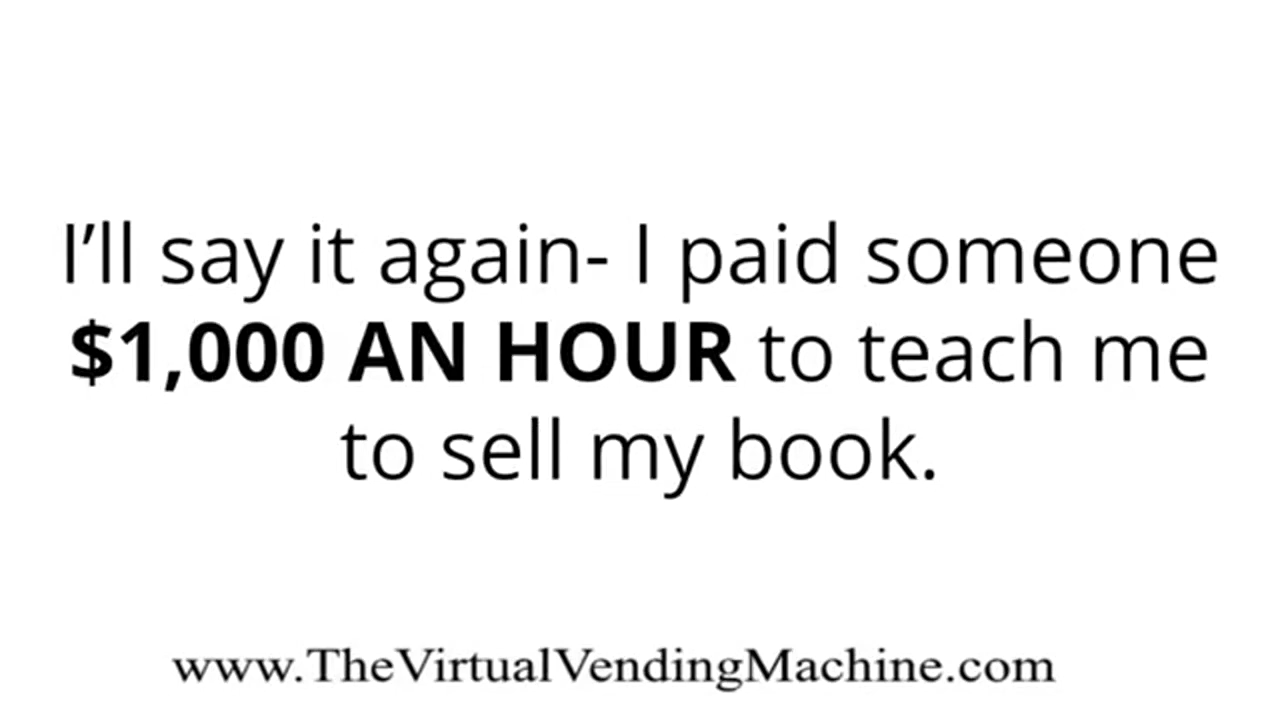 I’ll say it again- I paid someone
$1,000 AN HOUR to teach me
to sell my book.
www.TheVirtualVendingMachine.com